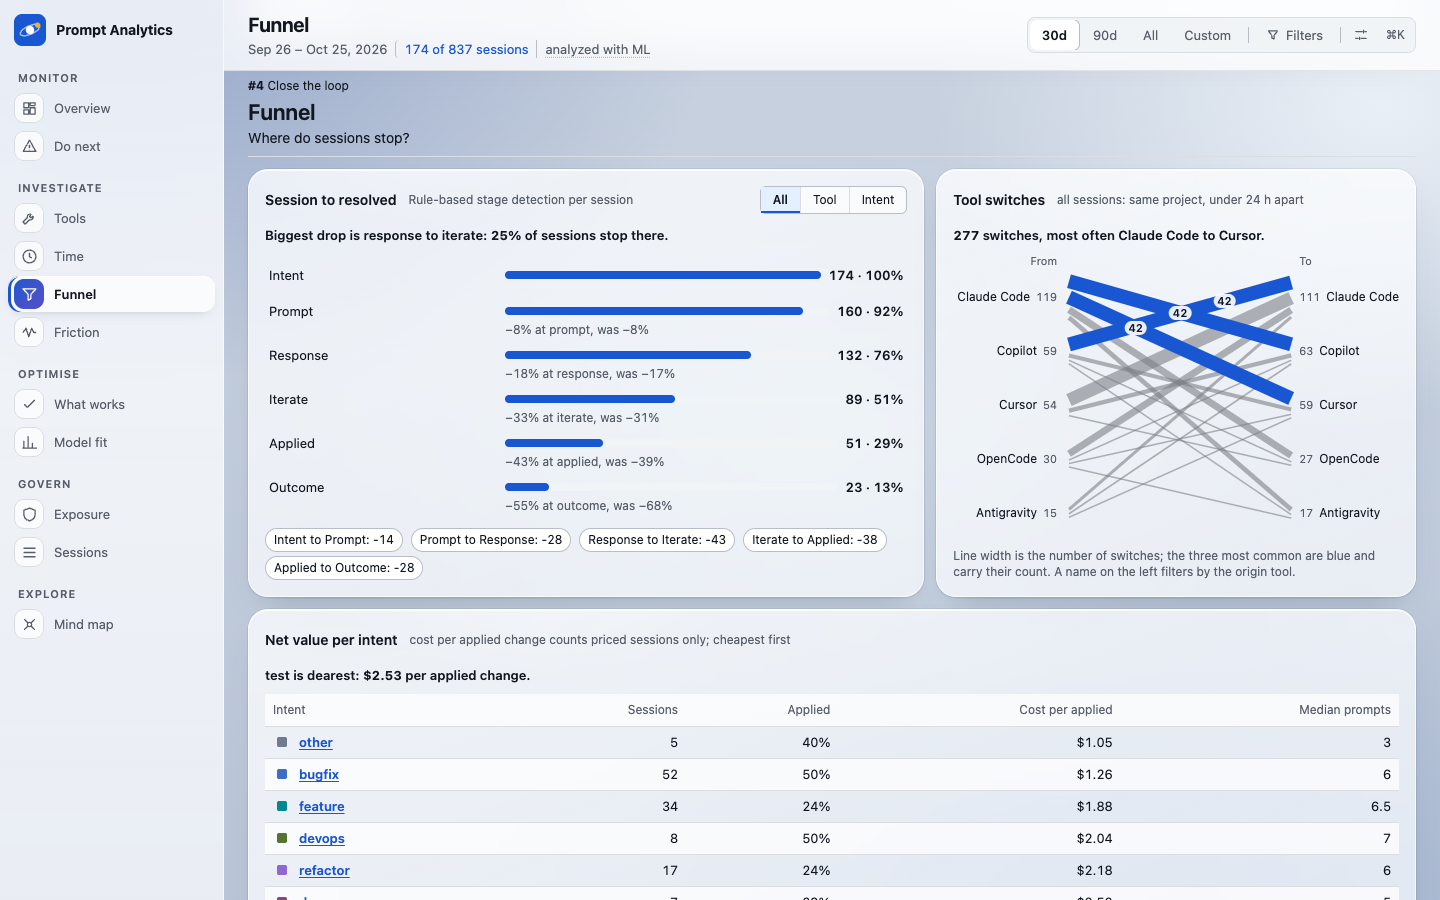 Prompt Analytics
MONITOR
Overview
Do next
INVESTIGATE
Tools
Time
Funnel
Friction
OPTIMISE
What works
Model fit
GOVERN
Exposure
Sessions
EXPLORE
Mind map
Funnel
Sep 26 – Oct 25, 2026 174 of 837 sessions analyzed with ML
30d 90d All Custom Filters ⌘K
#4 Close the loop
Funnel
Where do sessions stop?
Session to resolved Rule-based stage detection per session All Tool Intent
Biggest drop is response to iterate: 25% of sessions stop there.
Intent 174 · 100%
Prompt 160 · 92%
−8% at prompt, was −8%
Response 132 · 76%
−18% at response, was −17%
Iterate 89 · 51%
−33% at iterate, was −31%
Applied 51 · 29%
−43% at applied, was −39%
Outcome 23 · 13%
−55% at outcome, was −68%
Intent to Prompt: -14 Prompt to Response: -28 Response to Iterate: -43 Iterate to Applied: -38
Applied to Outcome: -28
Tool switches all sessions: same project, under 24 h apart
277 switches, most often Claude Code to Cursor.
From To
Claude Code 119 42 111 Claude Code
42
42
Copilot 59 63 Copilot
Cursor 54 59 Cursor
OpenCode 30 27 OpenCode
Antigravity 15 17 Antigravity
Line width is the number of switches; the three most common are blue and
carry their count. A name on the left filters by the origin tool.
Net value per intent cost per applied change counts priced sessions only; cheapest first
test is dearest: $2.53 per applied change.
Intent Sessions Applied Cost per applied Median prompts
other 5 40% $1.05 3
bugfix 52 50% $1.26 6
feature 34 24% $1.88 6.5
devops 8 50% $2.04 7
refactor 17 24% $2.18 6